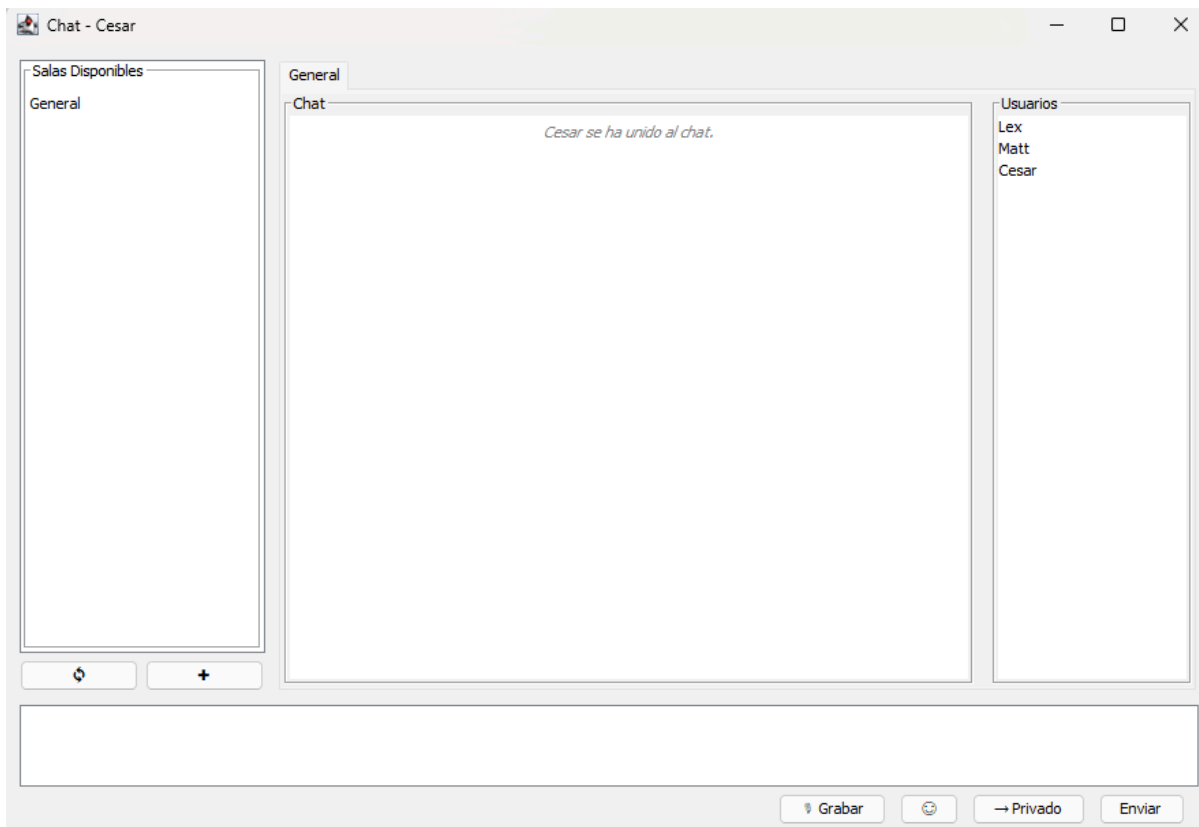 Chat - Cesar
Salas Disponibles
General
General
Chat
Cesar se ha unido al chat.
Usuarios
Lex
Matt
Cesar
+
Grabar
→ Privado
Enviar